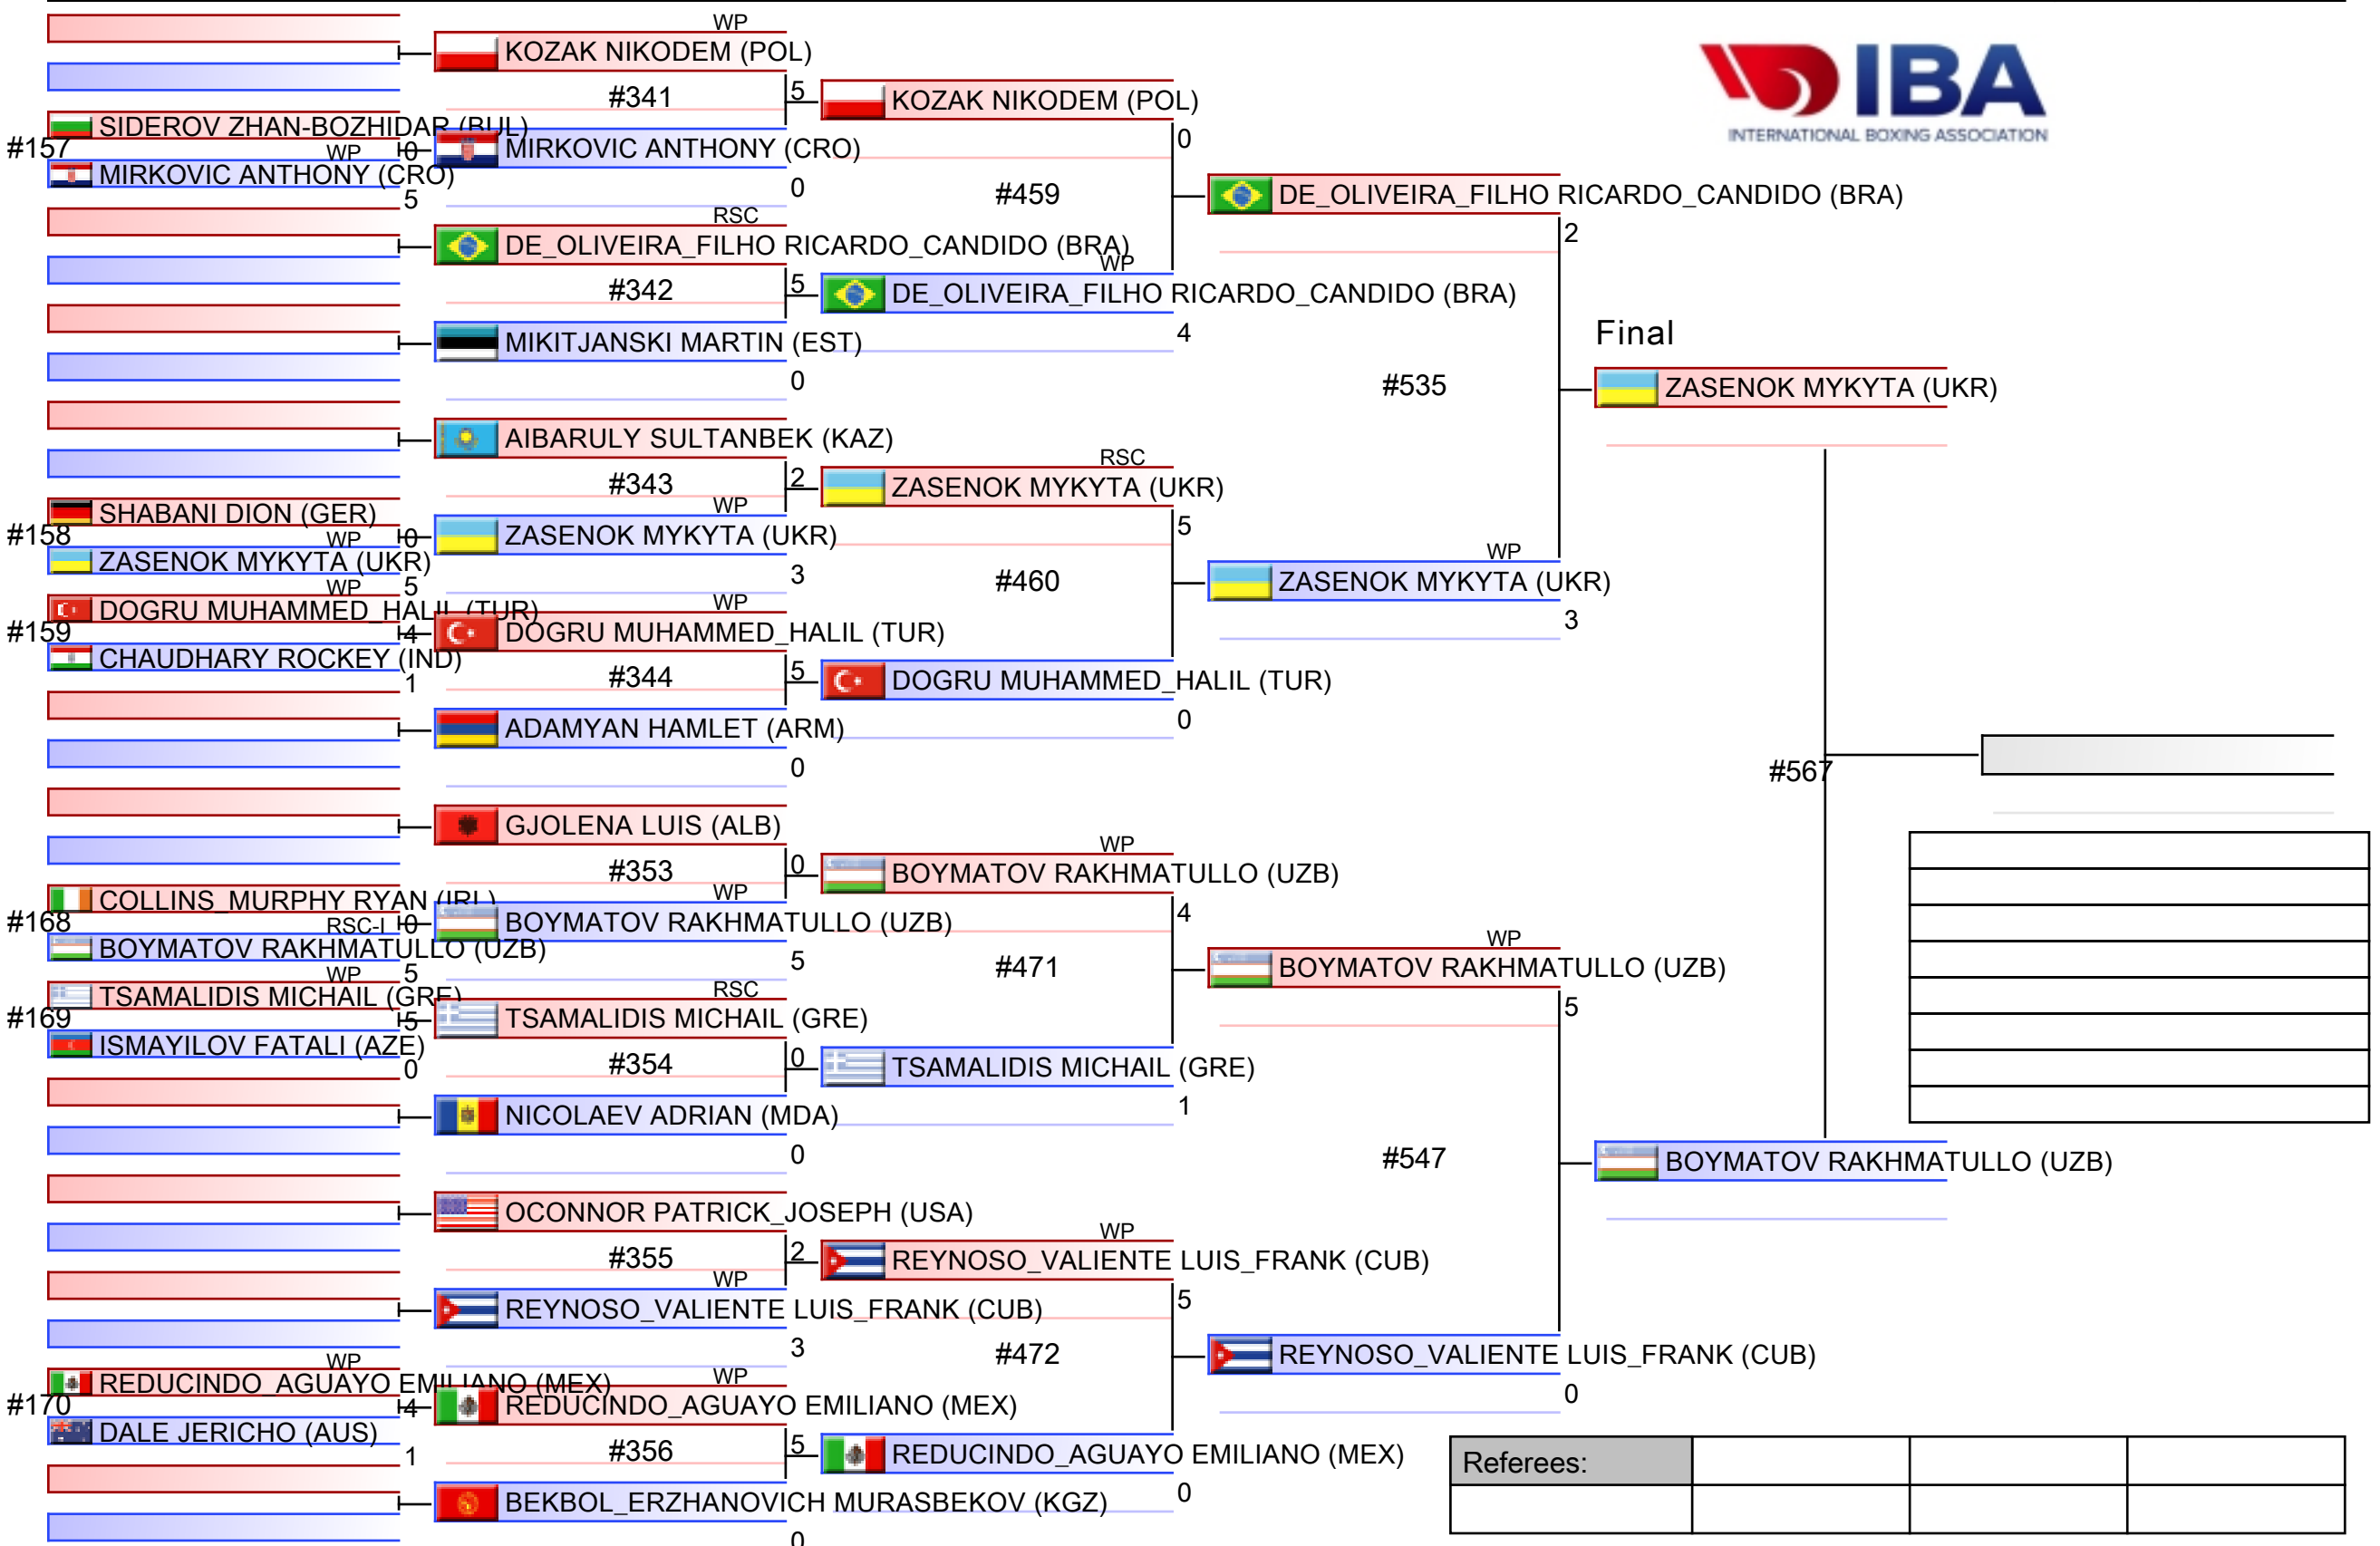 IBA
INTERNATIONAL BOXING ASSOCIATION
#157
SIDEROV ZHAN-BOZHIDAR (BUL)
0
WP
MIRKOVIC ANTHONY (CRO)
5
#158
SHABANI DION (GER)
0
WP
ZASENOK MYKYTA (UKR)
5
#159
WP
DOGRU MUHAMMED_HALIL (TUR)
4
CHAUDHARY ROCKEY (IND)
1
#168
COLLINS_MURPHY RYAN (IRL)
0
RSC-I
BOYMATOV RAKHMATULLO (UZB)
5
#169
WP
TSAMALIDIS MICHAIL (GRE)
5
ISMAYILOV FATALI (AZE)
0
#170
WP
REDUCINDO_AGUAYO EMILIANO (MEX)
4
DALE JERICHO (AUS)
1
WP
KOZAK NIKODEM (POL)
#341
5
MIRKOVIC ANTHONY (CRO)
0
RSC
DE_OLIVEIRA_FILHO RICARDO_CANDIDO (BRA)
#342
5
MIKITJANSKI MARTIN (EST)
0
AIBARULY SULTANBEK (KAZ)
#343
2
WP
ZASENOK MYKYTA (UKR)
3
WP
DOGRU MUHAMMED_HALIL (TUR)
#344
5
ADAMYAN HAMLET (ARM)
0
GJOLENA LUIS (ALB)
#353
0
WP
BOYMATOV RAKHMATULLO (UZB)
5
RSC
TSAMALIDIS MICHAIL (GRE)
#354
0
NICOLAEV ADRIAN (MDA)
0
OCONNOR PATRICK_JOSEPH (USA)
#355
2
WP
REYNOSO_VALIENTE LUIS_FRANK (CUB)
3
WP
REDUCINDO_AGUAYO EMILIANO (MEX)
#356
5
BEKBOL_ERZHANOVICH MURASBEKOV (KGZ)
0
KOZAK NIKODEM (POL)
0
#459
WP
DE_OLIVEIRA_FILHO RICARDO_CANDIDO (BRA)
4
RSC
ZASENOK MYKYTA (UKR)
5
#460
DOGRU MUHAMMED_HALIL (TUR)
0
WP
BOYMATOV RAKHMATULLO (UZB)
4
#471
TSAMALIDIS MICHAIL (GRE)
1
WP
REYNOSO_VALIENTE LUIS_FRANK (CUB)
5
#472
REDUCINDO_AGUAYO EMILIANO (MEX)
0
DE_OLIVEIRA_FILHO RICARDO_CANDIDO (BRA)
2
#535
WP
ZASENOK MYKYTA (UKR)
3
WP
BOYMATOV RAKHMATULLO (UZB)
5
#547
REYNOSO_VALIENTE LUIS_FRANK (CUB)
0
Final
ZASENOK MYKYTA (UKR)
#567
BOYMATOV RAKHMATULLO (UZB)
Referees: